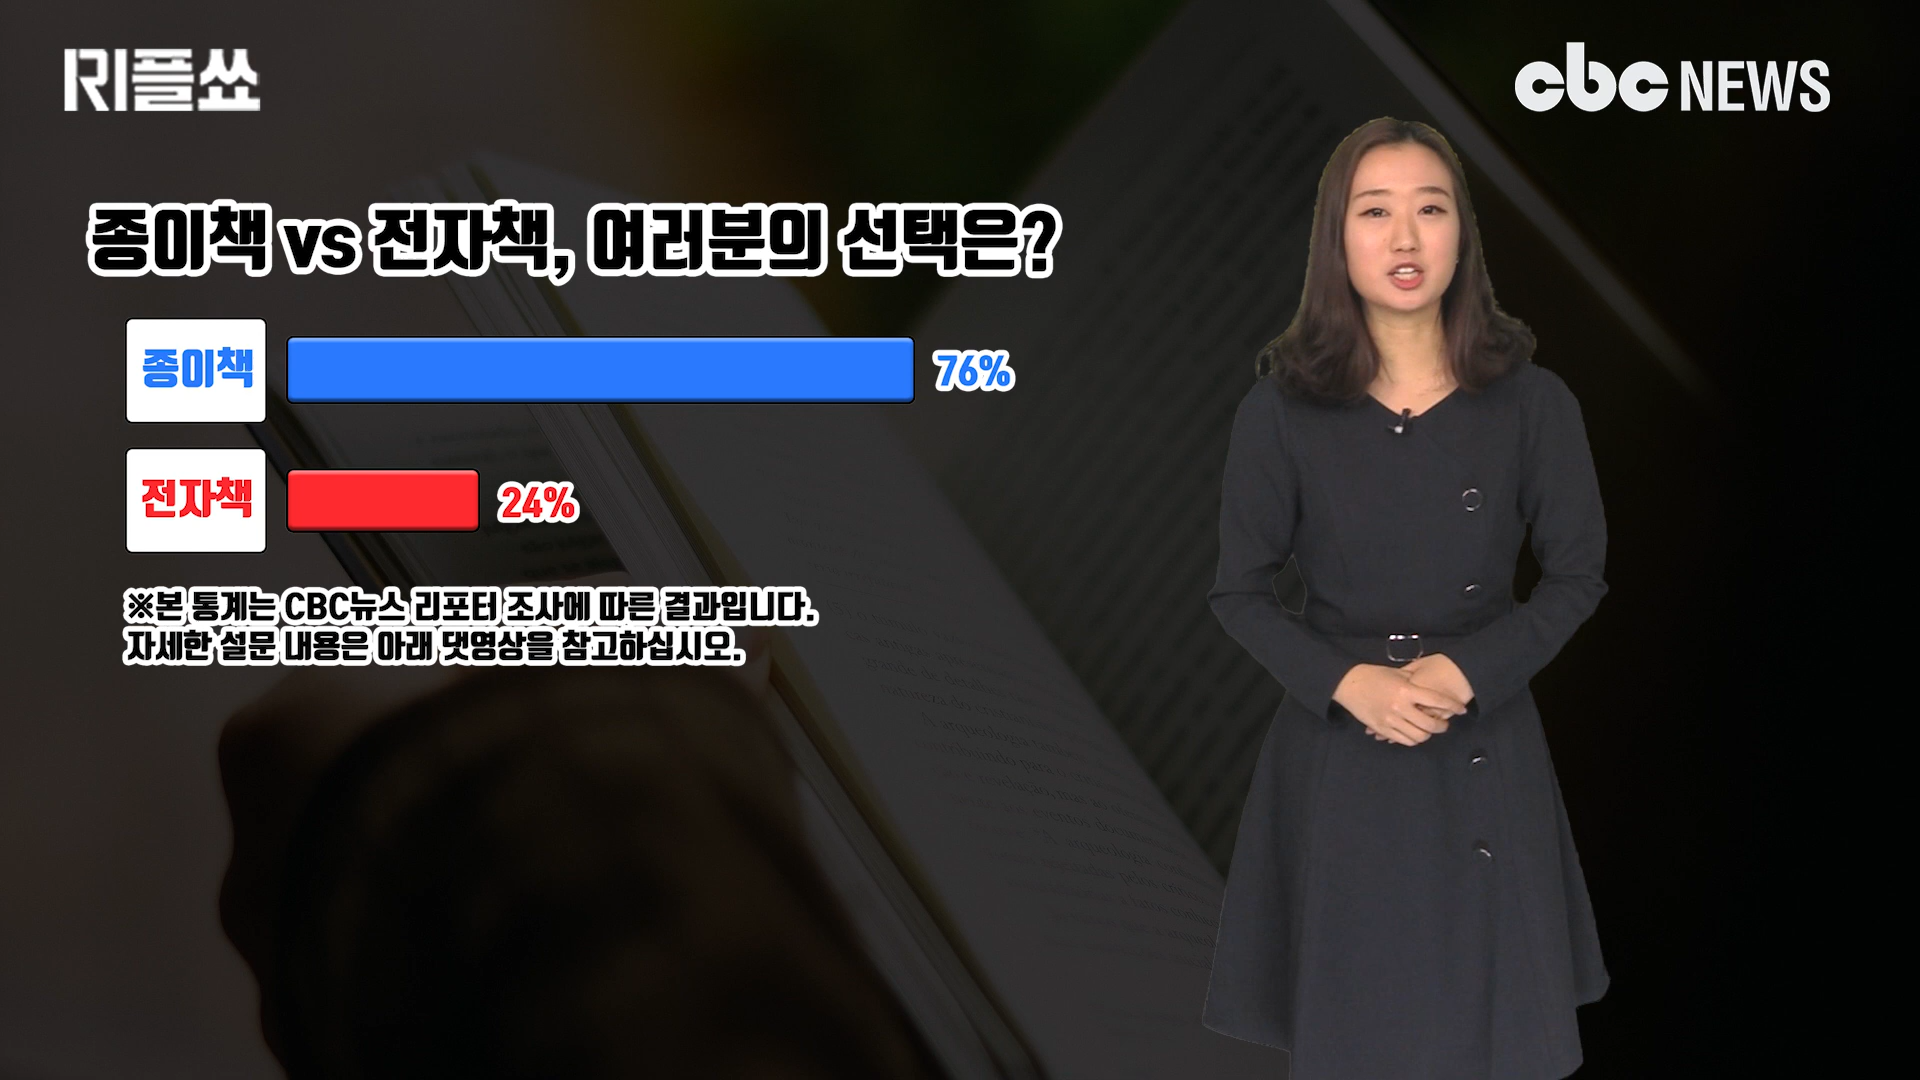 RI플쑈
cbc NEWS
종이책 vs 전자책, 여러분의 선택은?
종이책 76%
전자책 24%
※본 통계는 CBC뉴스 리포터 조사에 따른 결과입니다.
자세한 설문 내용은 아래 댓영상을 참고하십시오.